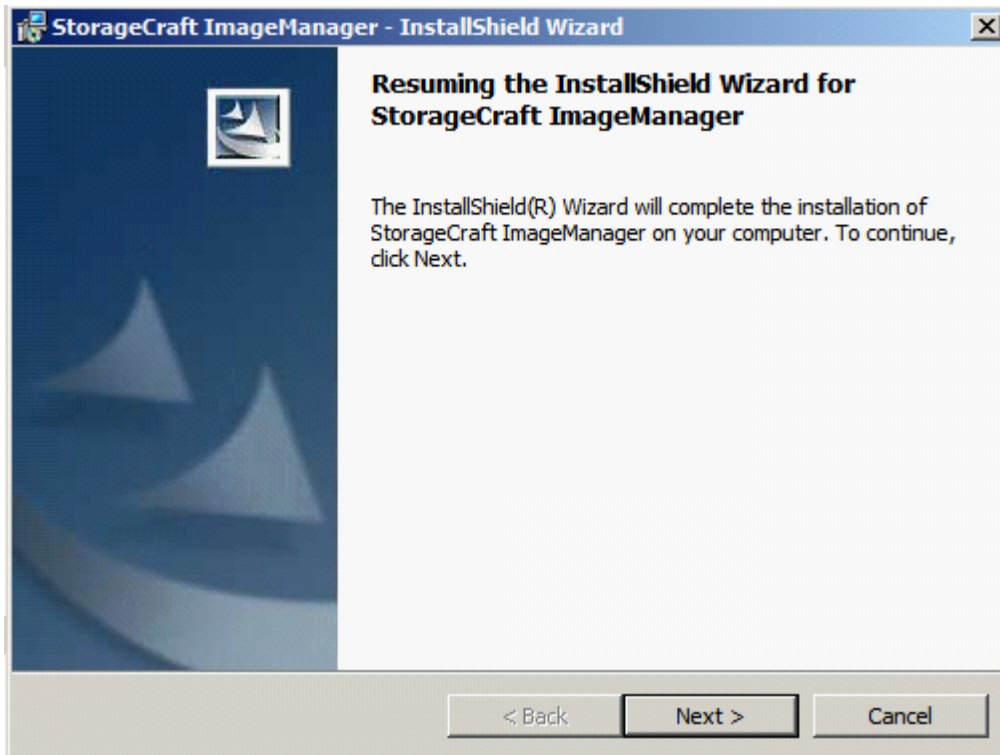 StorageCraft ImageManager - InstallShield Wizard
Resuming the InstallShield Wizard for
StorageCraft ImageManager
The InstallShield(R) Wizard will complete the installation of
StorageCraft ImageManager on your computer. To continue,
click Next.
< Back
Next >
Cancel